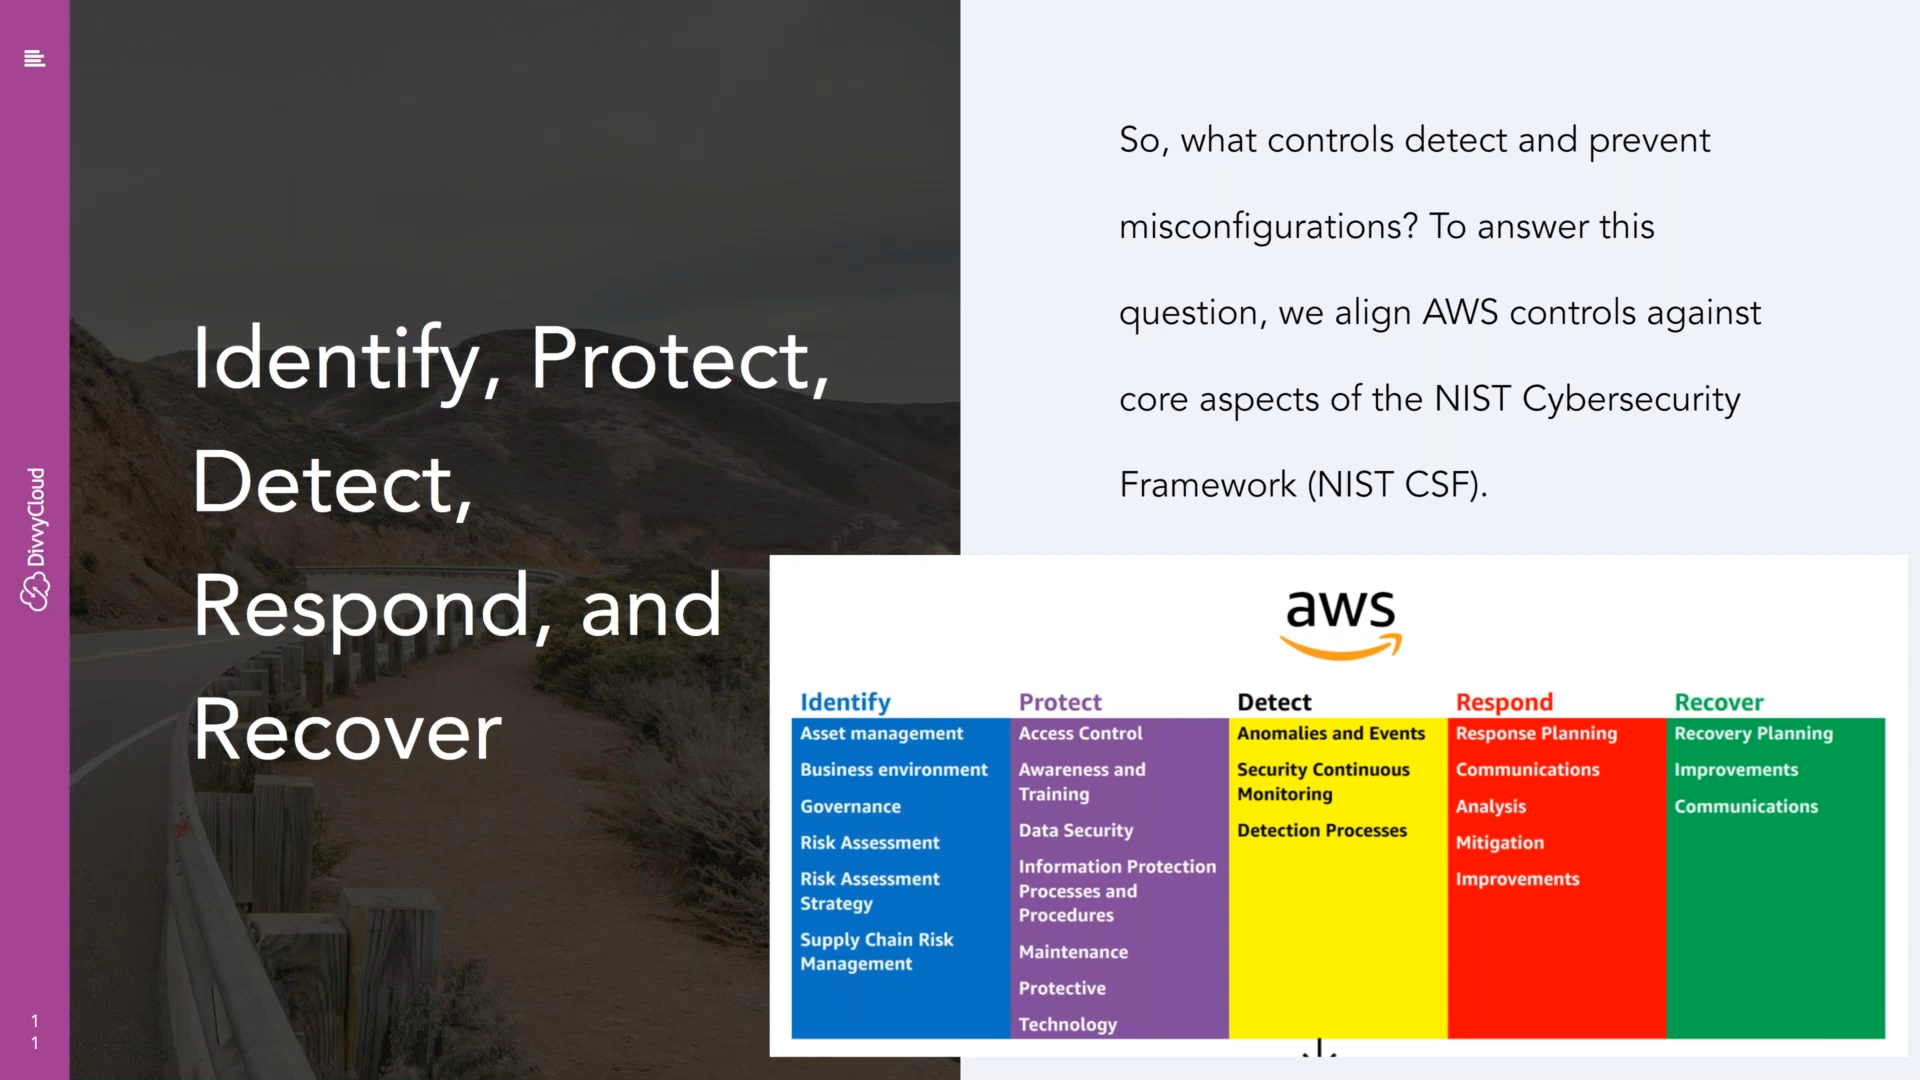 Identify, Protect,
Detect,
Respond, and
Recover
DivvyCloud
1
1
So, what controls detect and prevent
misconfigurations? To answer this
question, we align AWS controls against
core aspects of the NIST Cybersecurity
Framework (NIST CSF).
aws
Identify
Asset management
Business environment
Governance
Risk Assessment
Risk Assessment
Strategy
Supply Chain Risk
Management
Protect
Access Control
Awareness and
Training
Data Security
Information Protection
Processes and
Procedures
Maintenance
Protective
Technology
Detect
Anomalies and Events
Security Continuous
Monitoring
Detection Processes
Respond
Response Planning
Communications
Analysis
Mitigation
Improvements
Recover
Recovery Planning
Improvements
Communications